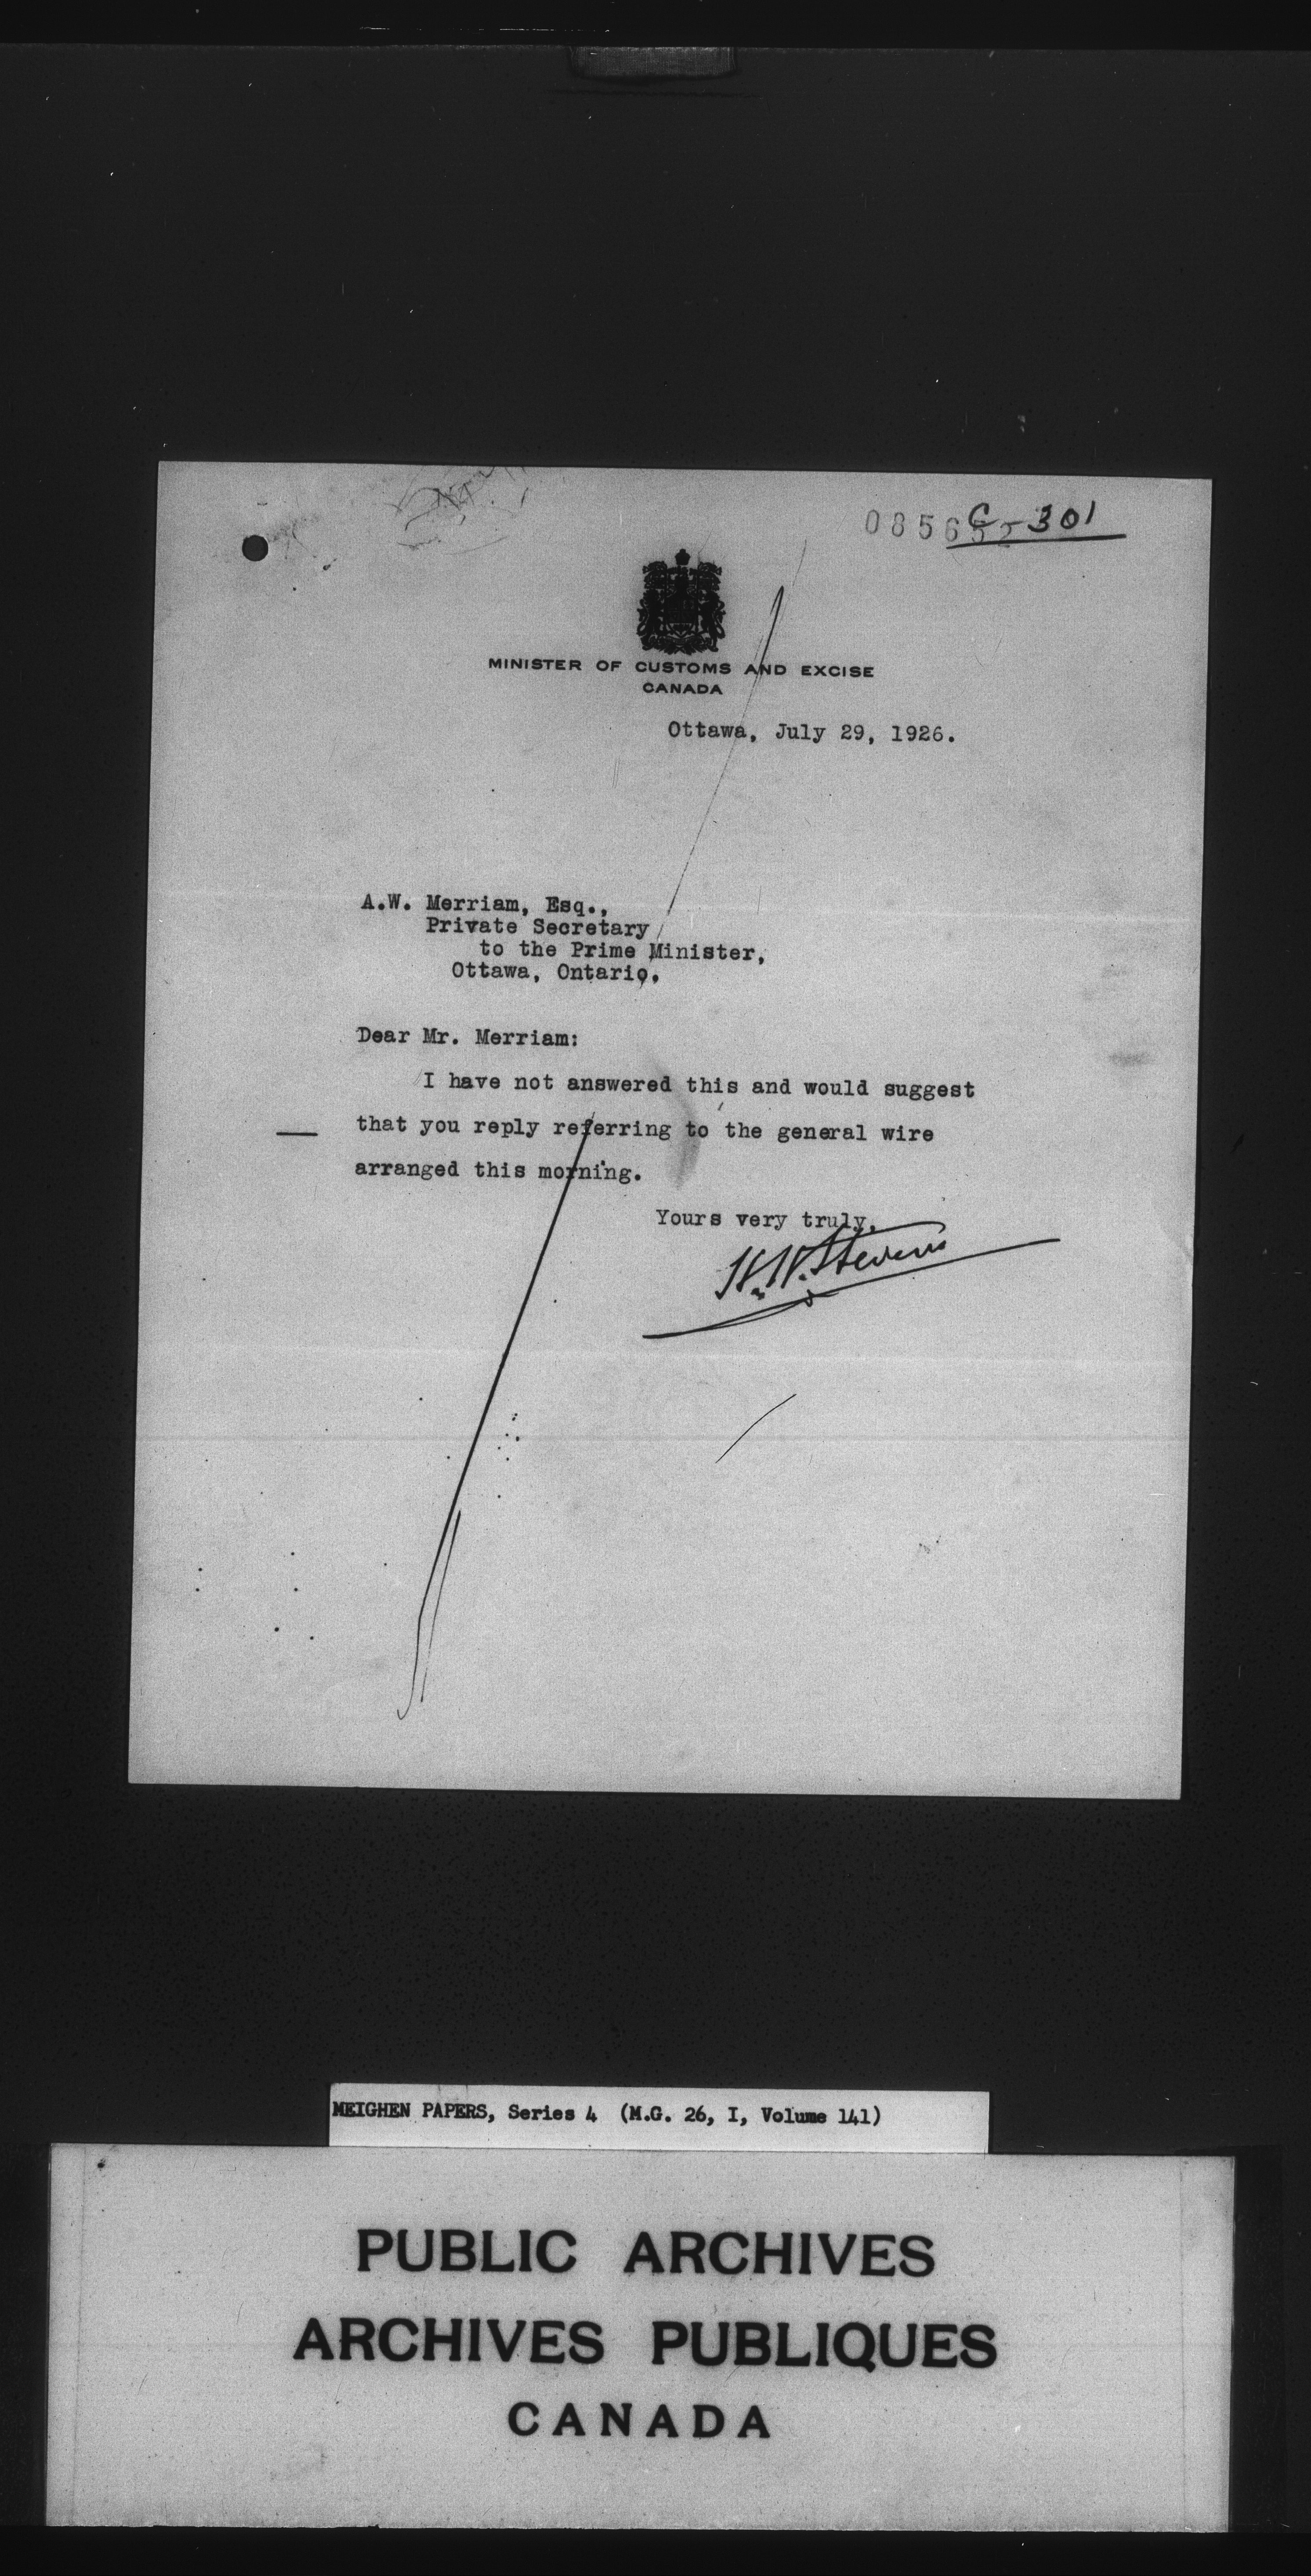 C-301
MINISTER OF CUSTOMS AND EXCISE
CANADA
Ottawa, July 29, 1926.
A.W. Merriam, Esq.,
Private Secretary
to the Prime Minister,
Ottawa, Ontario.
Dear Mr. Merriam:
I have not answered this and would suggest
that you reply referring to the general wire
arranged this morning.
Yours very truly,
H.H. Stevens
MEIGHEN PAPERS, Series 4 (M.G. 26, I, Volume 141)
PUBLIC ARCHIVES
ARCHIVES PUBLIQUES
CANADA